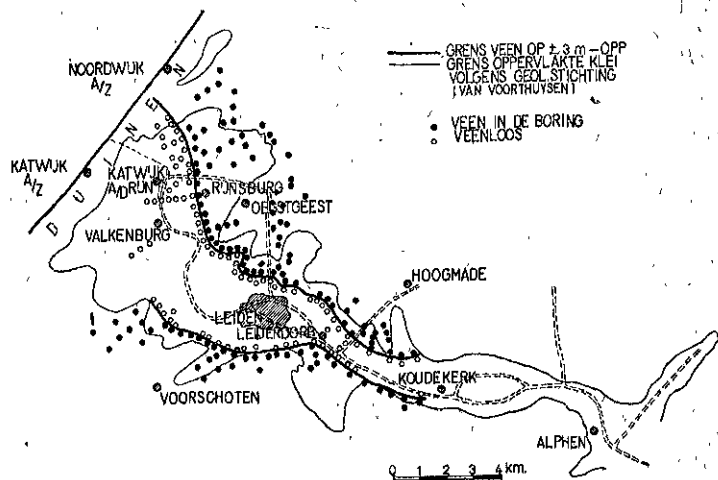 NOORDWIJK
A/Z
GRENS VEEN OP ± 3 m – OPP
GRENS OPPERVLAKTE KLEI
VOLGENS GEOL. STICHTING
(VAN VOORTHUYSEN)
VEEN IN DE BORING
VEENLOOS
DUINEN
KATWIJK
A/Z
KATWIJK
A/D RIJN
RIJNSBURG
OEGSTGEEST
VALKENBURG
HOOGMADE
LEIDEN
LEIDERDORP
KOUDEKERK
VOORSCHOTEN
ALPHEN
0 1 2 3 4 km.